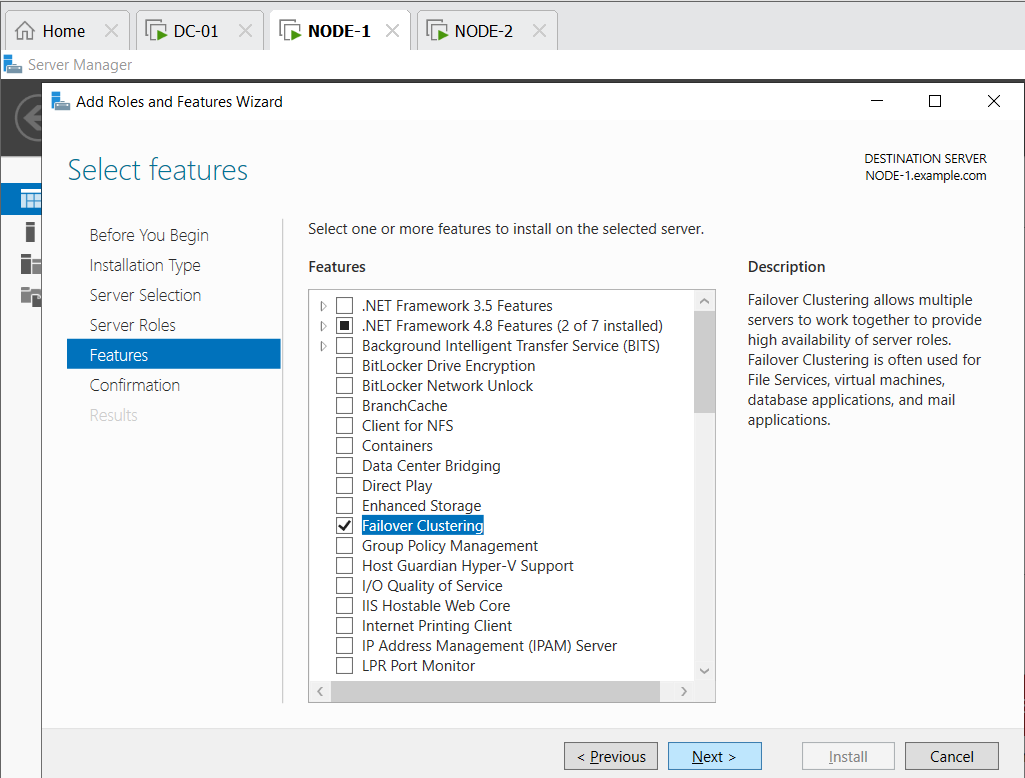 Home
DC-01
NODE-1
NODE-2
Server Manager
Add Roles and Features Wizard
Select features
DESTINATION SERVER
NODE-1.example.com
Before You Begin
Installation Type
Server Selection
Server Roles
Features
Confirmation
Results
Select one or more features to install on the selected server.
Features
.NET Framework 3.5 Features
.NET Framework 4.8 Features (2 of 7 installed)
Background Intelligent Transfer Service (BITS)
BitLocker Drive Encryption
BitLocker Network Unlock
BranchCache
Client for NFS
Containers
Data Center Bridging
Direct Play
Enhanced Storage
Failover Clustering
Group Policy Management
Host Guardian Hyper-V Support
I/O Quality of Service
IIS Hostable Web Core
Internet Printing Client
IP Address Management (IPAM) Server
LPR Port Monitor
Description
Failover Clustering allows multiple
servers to work together to provide
high availability of server roles.
Failover Clustering is often used for
File Services, virtual machines,
database applications, and mail
applications.
< Previous
Next >
Install
Cancel